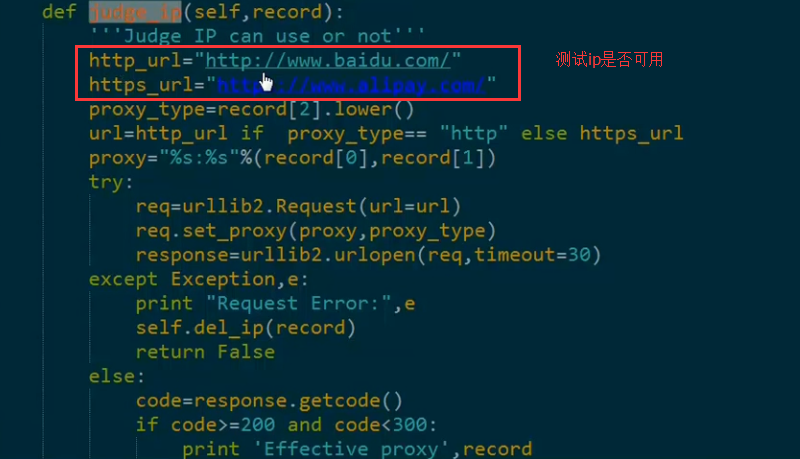 def judge_ip(self,record):
'''Judge IP can use or not'''
http_url="http://www.baidu.com/"
测试ip是否可用
https_url="https://www.alipay.com/"
proxy_type=record[2].lower()
url=http_url if  proxy_type== "http" else https_url
proxy="%s:%s"%(record[0],record[1])
try:
req=urllib2.Request(url=url)
req.set_proxy(proxy,proxy_type)
response=urllib2.urlopen(req,timeout=30)
except Exception,e:
print "Request Error:",e
self.del_ip(record)
return False
else:
code=response.getcode()
if code>=200 and code<300:
print 'Effective proxy',record